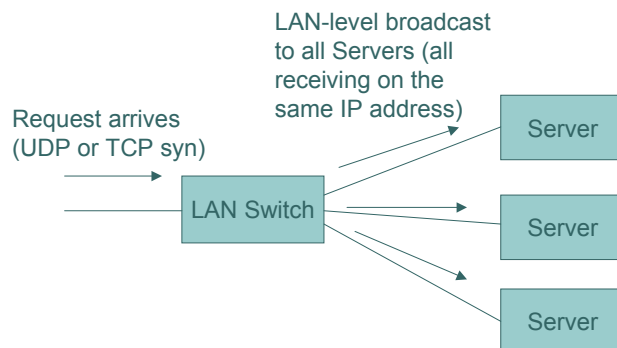 LAN-level broadcast
to all Servers (all
receiving on the
same IP address)
Request arrives
(UDP or TCP syn)
LAN Switch
Server
Server
Server